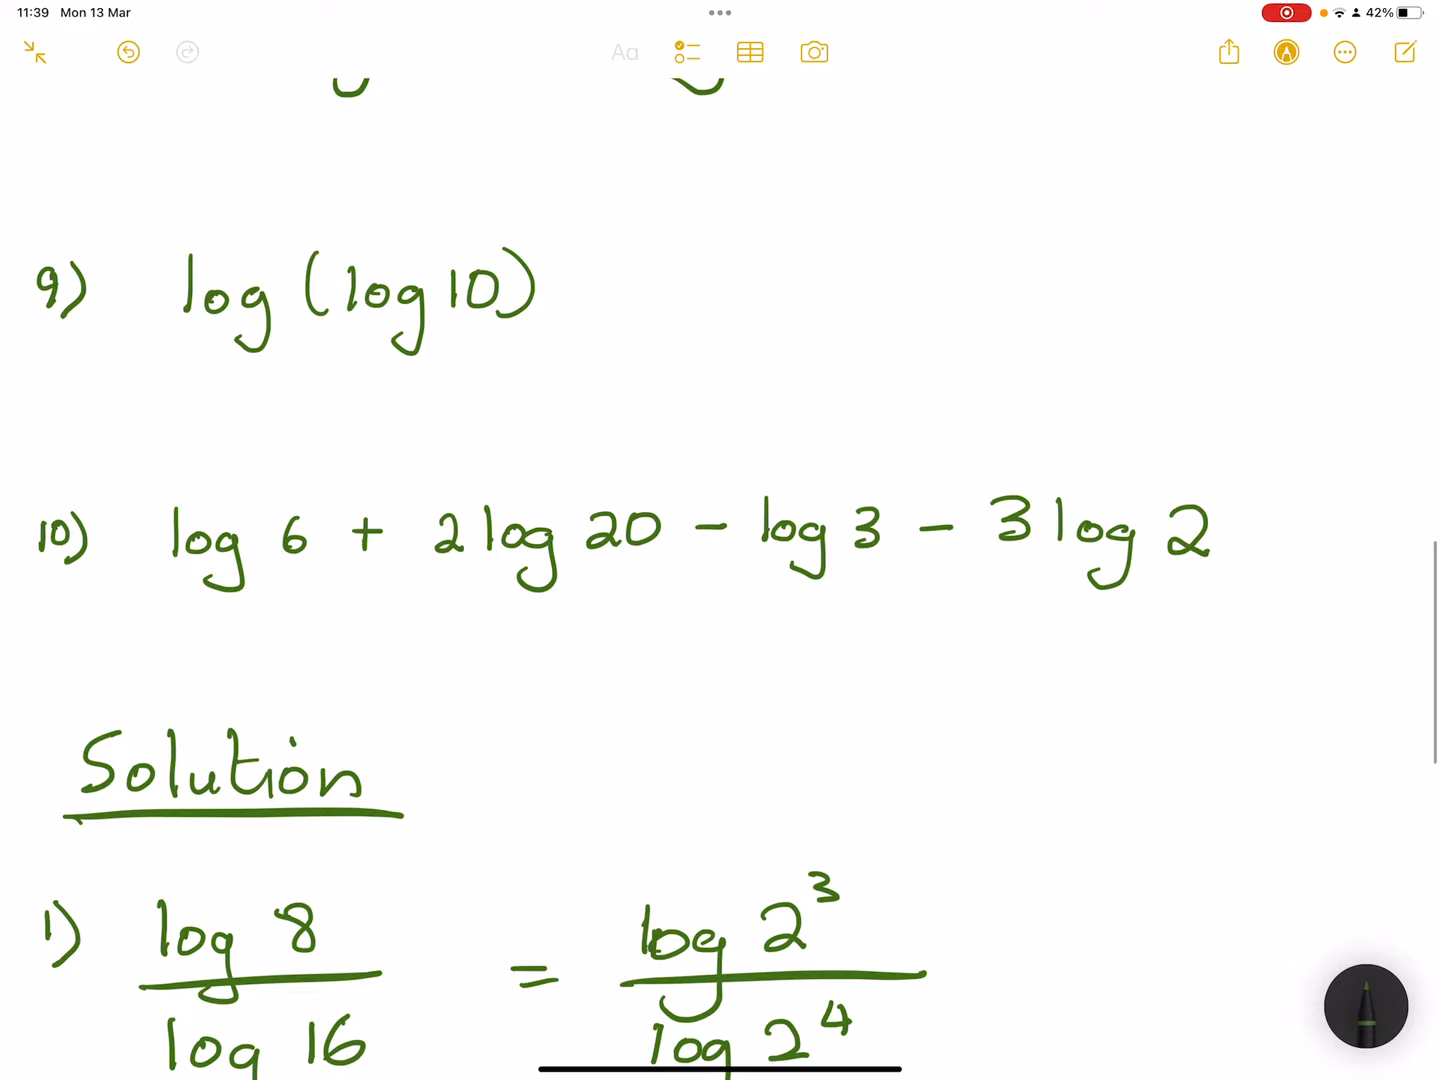 11:39 Mon 13 Mar 42%
Aa
9) log (log 10)
10) log 6 + 2 log 20 - log 3 - 3 log 2
Solution
1) log 8 / log 16 = log 2³ / log 2⁴